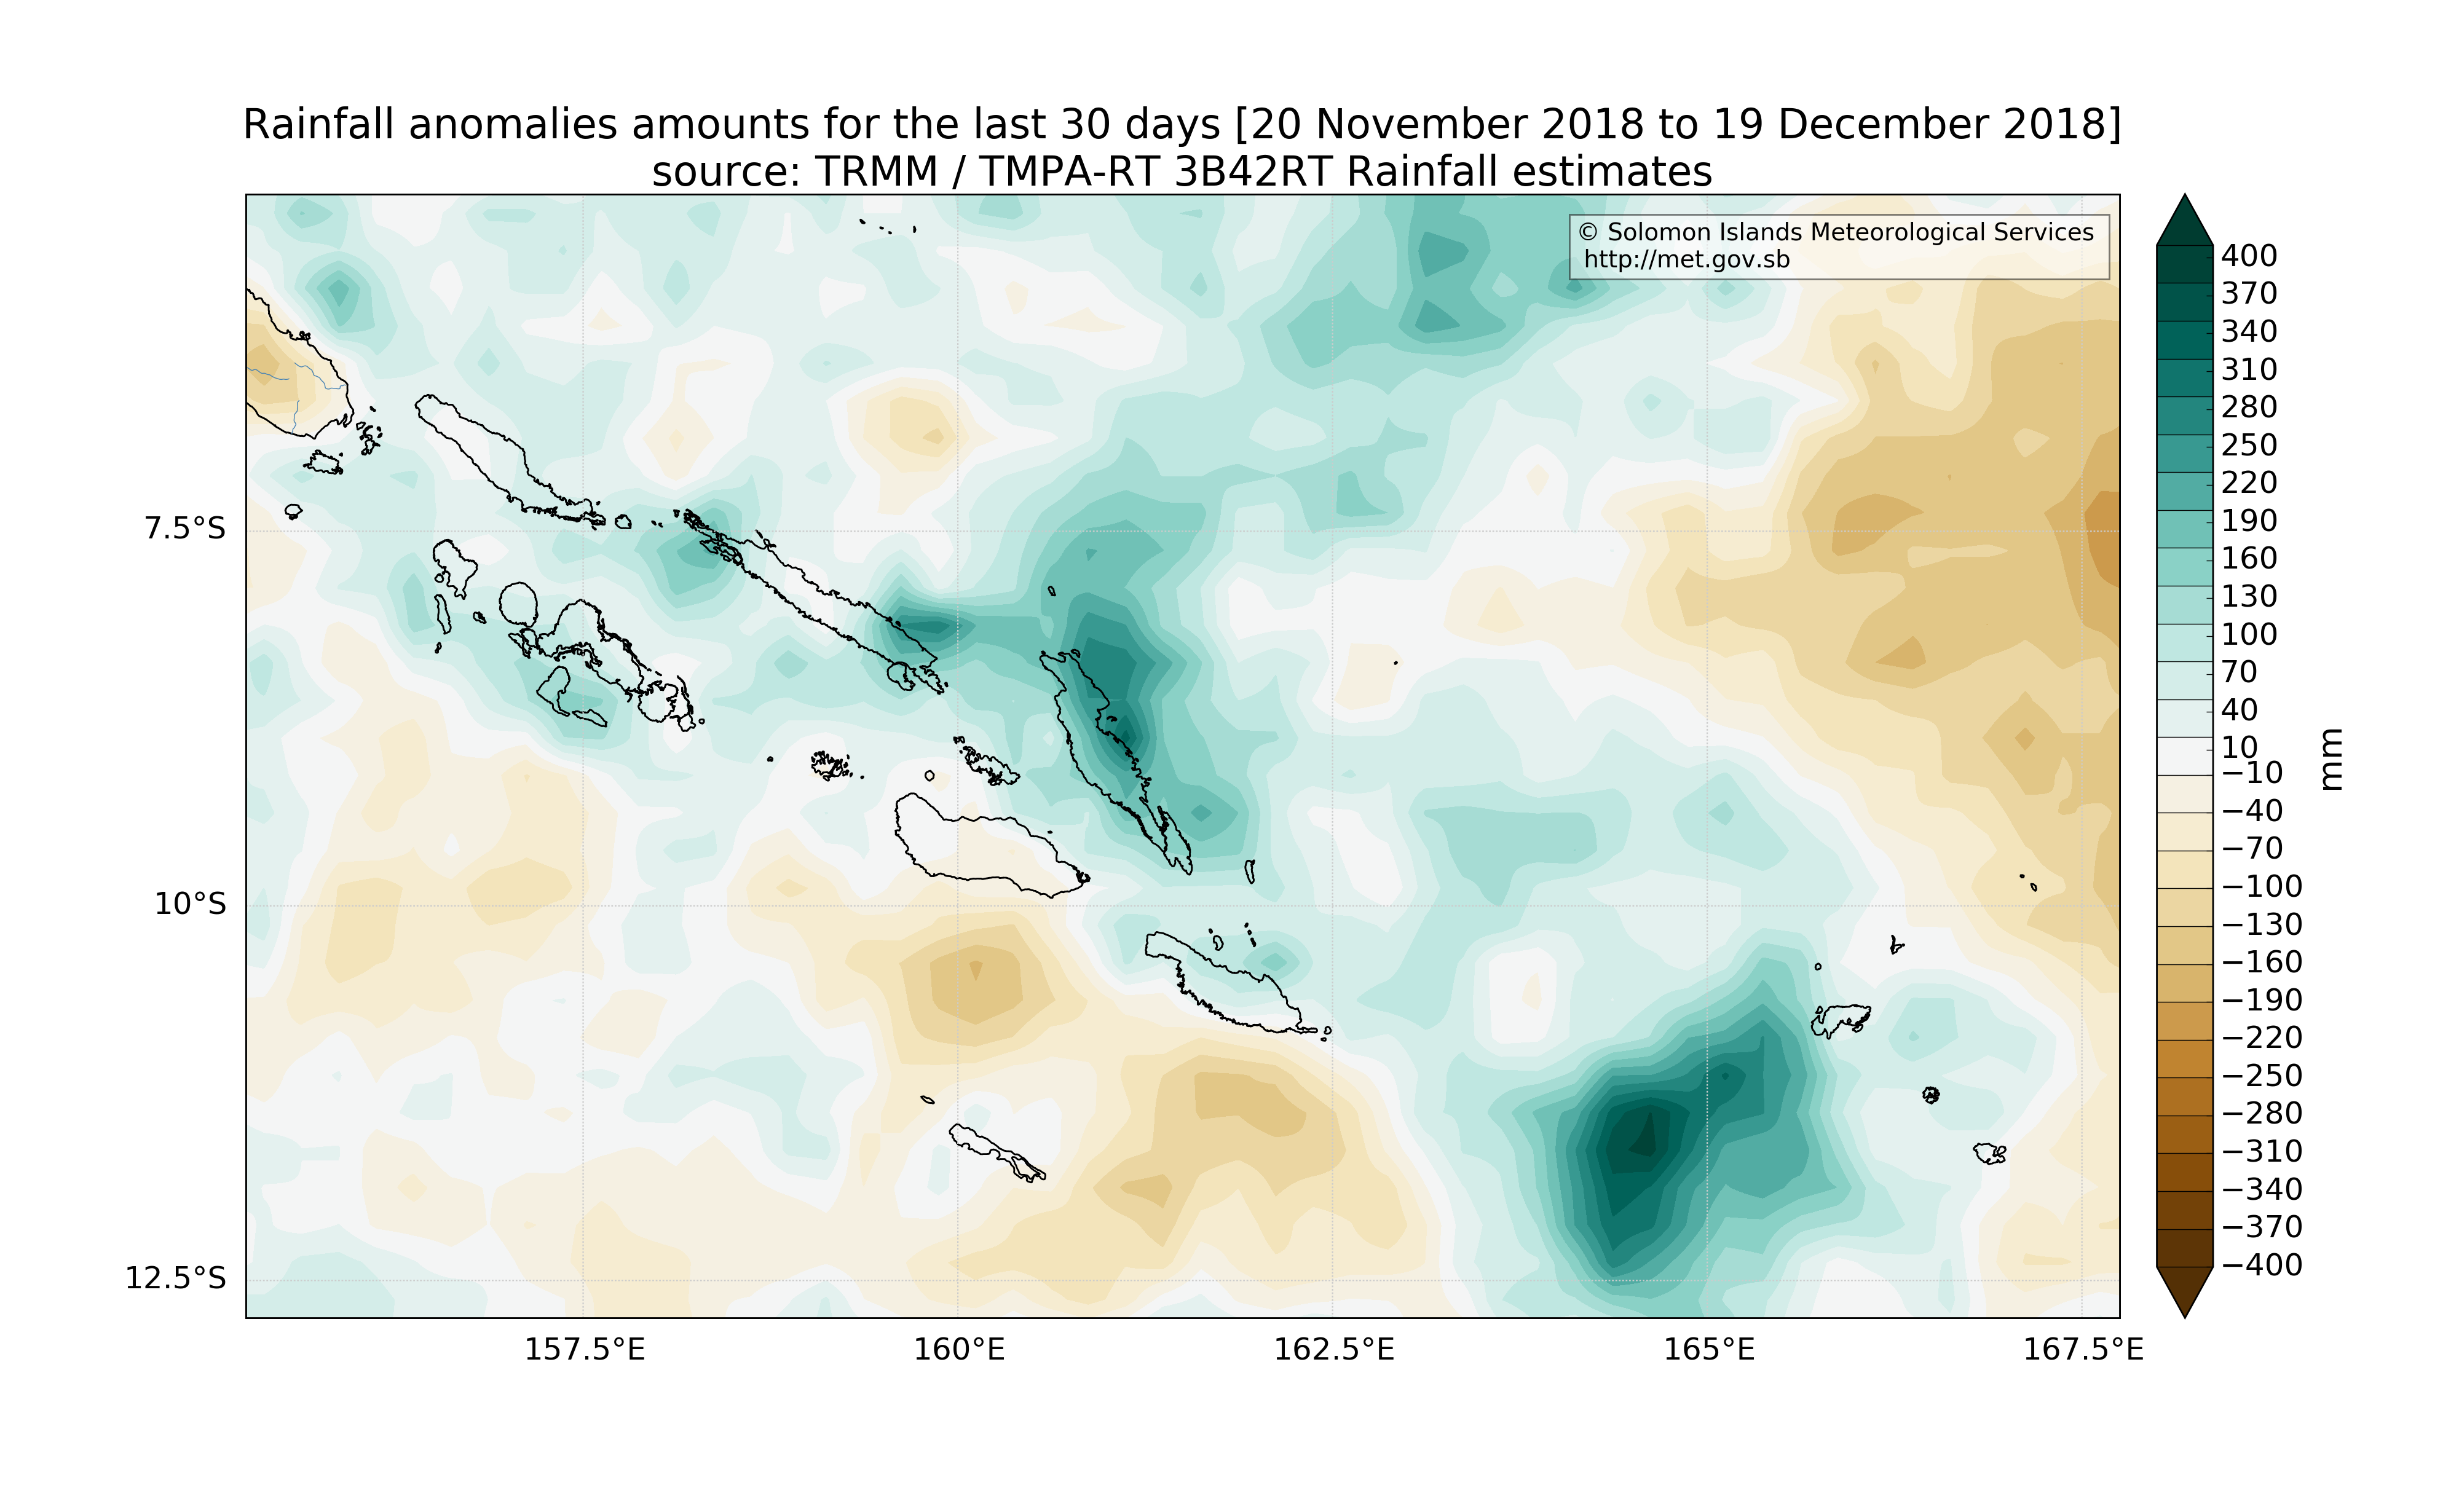 Rainfall anomalies amounts for the last 30 days [20 November 2018 to 19 December 2018]
source: TRMM / TMPA-RT 3B42RT Rainfall estimates
© Solomon Islands Meteorological Services
http://met.gov.sb
7.5°S
10°S
12.5°S
157.5°E
160°E
162.5°E
165°E
167.5°E
400
370
340
310
280
250
220
190
160
130
100
70
40
10
−10
−40
−70
−100
−130
−160
−190
−220
−250
−280
−310
−340
−370
−400
mm